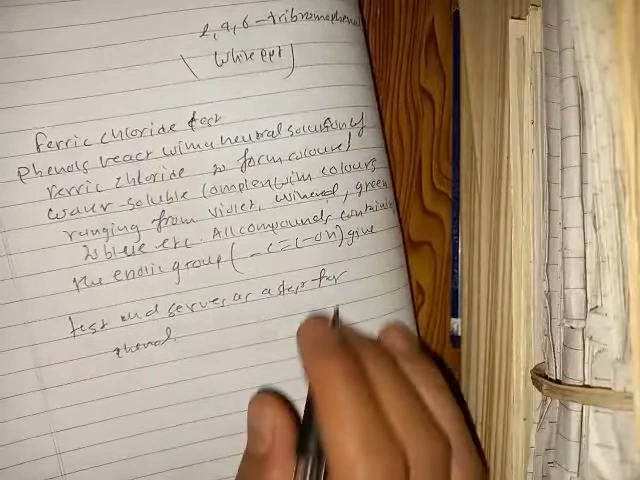 2,4,6-tribromophenol
(White ppt)
Ferric chloride test
Phenols react with a neutral solution of
Ferric chloride to form coloured
water-soluble complex with colours
ranging from violet, , green
to blue etc. All compounds containing
the enolic group (-C=C-OH) give
test and serves as a test for
phenol.